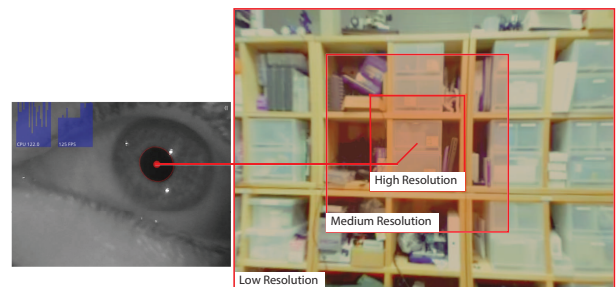 CPU 122.0
125 FPS
High Resolution
Medium Resolution
Low Resolution